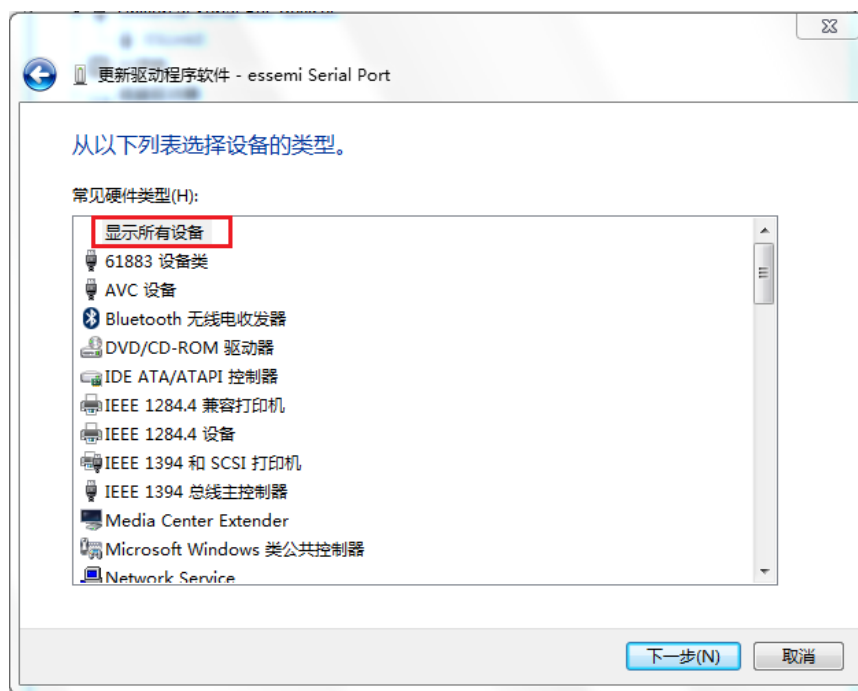 更新驱动程序软件 - essemi Serial Port
从以下列表选择设备的类型。
常见硬件类型(H):
显示所有设备
61883 设备类
AVC 设备
Bluetooth 无线电收发器
DVD/CD-ROM 驱动器
IDE ATA/ATAPI 控制器
IEEE 1284.4 兼容打印机
IEEE 1284.4 设备
IEEE 1394 和 SCSI 打印机
IEEE 1394 总线主控制器
Media Center Extender
Microsoft Windows 类公共控制器
Network Service
下一步(N)
取消